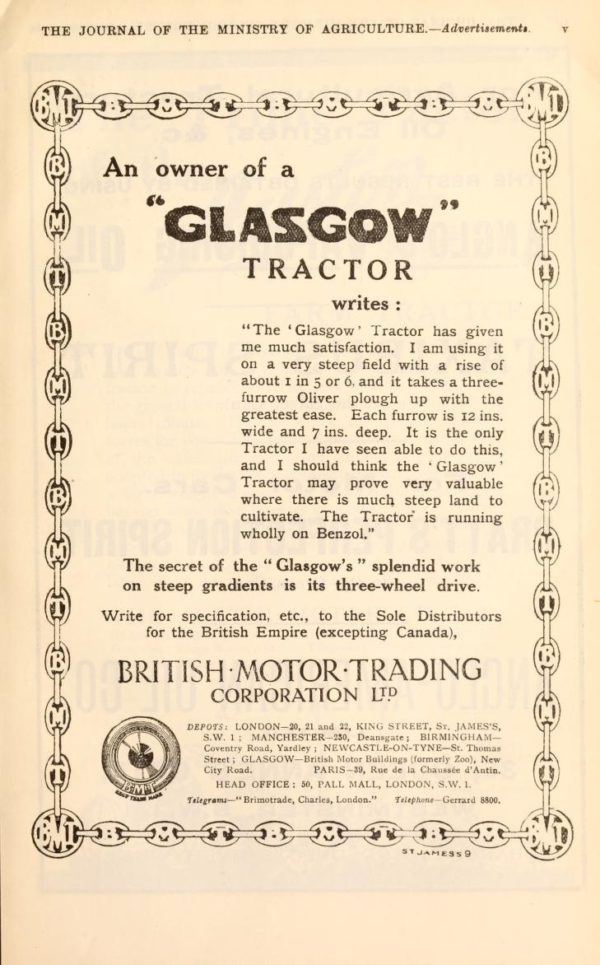 THE JOURNAL OF THE MINISTRY OF AGRICULTURE.—Advertisements. v
BMT B M T B M T B M BMT
An owner of a
"GLASGOW"
TRACTOR
writes :
"The 'Glasgow' Tractor has given
me much satisfaction. I am using it
on a very steep field with a rise of
about 1 in 5 or 6, and it takes a three-
furrow Oliver plough up with the
greatest ease. Each furrow is 12 ins.
wide and 7 ins. deep. It is the only
Tractor I have seen able to do this,
and I should think the 'Glasgow'
Tractor may prove very valuable
where there is much steep land to
cultivate. The Tractor is running
wholly on Benzol."
The secret of the "Glasgow's" splendid work
on steep gradients is its three-wheel drive.
Write for specification, etc., to the Sole Distributors
for the British Empire (excepting Canada),
BRITISH·MOTOR·TRADING
CORPORATION LTD
DEPOTS: LONDON—20, 21 and 22, KING STREET, ST. JAMES'S,
S.W. 1 ; MANCHESTER—230, Deansgate ; BIRMINGHAM—
Coventry Road, Yardley ; NEWCASTLE-ON-TYNE—St. Thomas
Street ; GLASGOW—British Motor Buildings (formerly Zoo), New
City Road. PARIS—39, Rue de la Chaussée d'Antin.
HEAD OFFICE : 50, PALL MALL, LONDON, S.W. 1.
Telegrams—"Brimotrade, Charles, London." Telephone—Gerrard 8800.
BMT B M T B M T B M BMT
ST JAMES'S 9